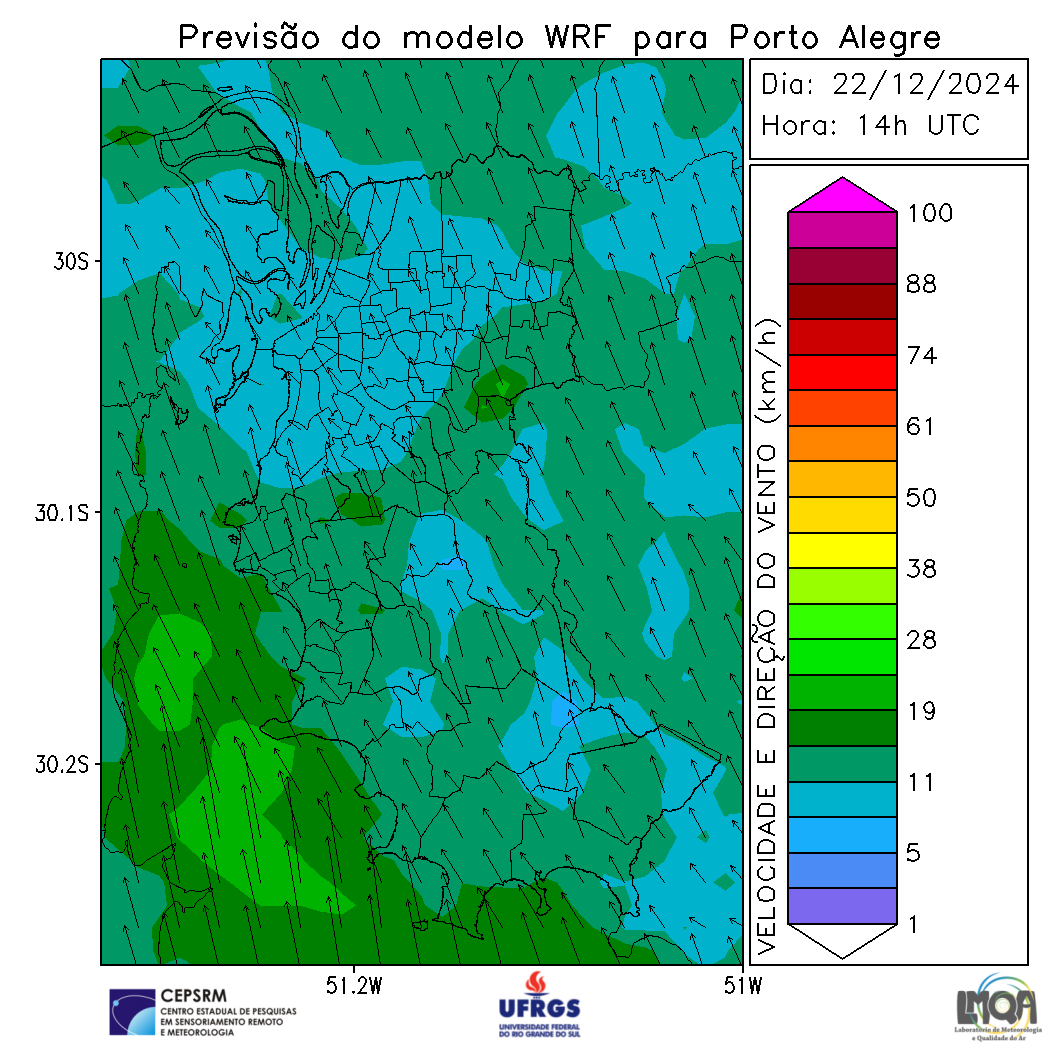 Previsão do modelo WRF para Porto Alegre
Dia: 22/12/2024
Hora: 14h UTC
30S
30.1S
30.2S
51.2W
51W
VELOCIDADE E DIREÇÃO DO VENTO (km/h)
100
88
74
61
50
38
28
19
11
5
1
CEPSRM
CENTRO ESTADUAL DE PESQUISAS
EM SENSORIAMENTO REMOTO
E METEOROLOGIA
UFRGS
UNIVERSIDADE FEDERAL
DO RIO GRANDE DO SUL
LMQA
Laboratório de Meteorologia
e Qualidade do Ar